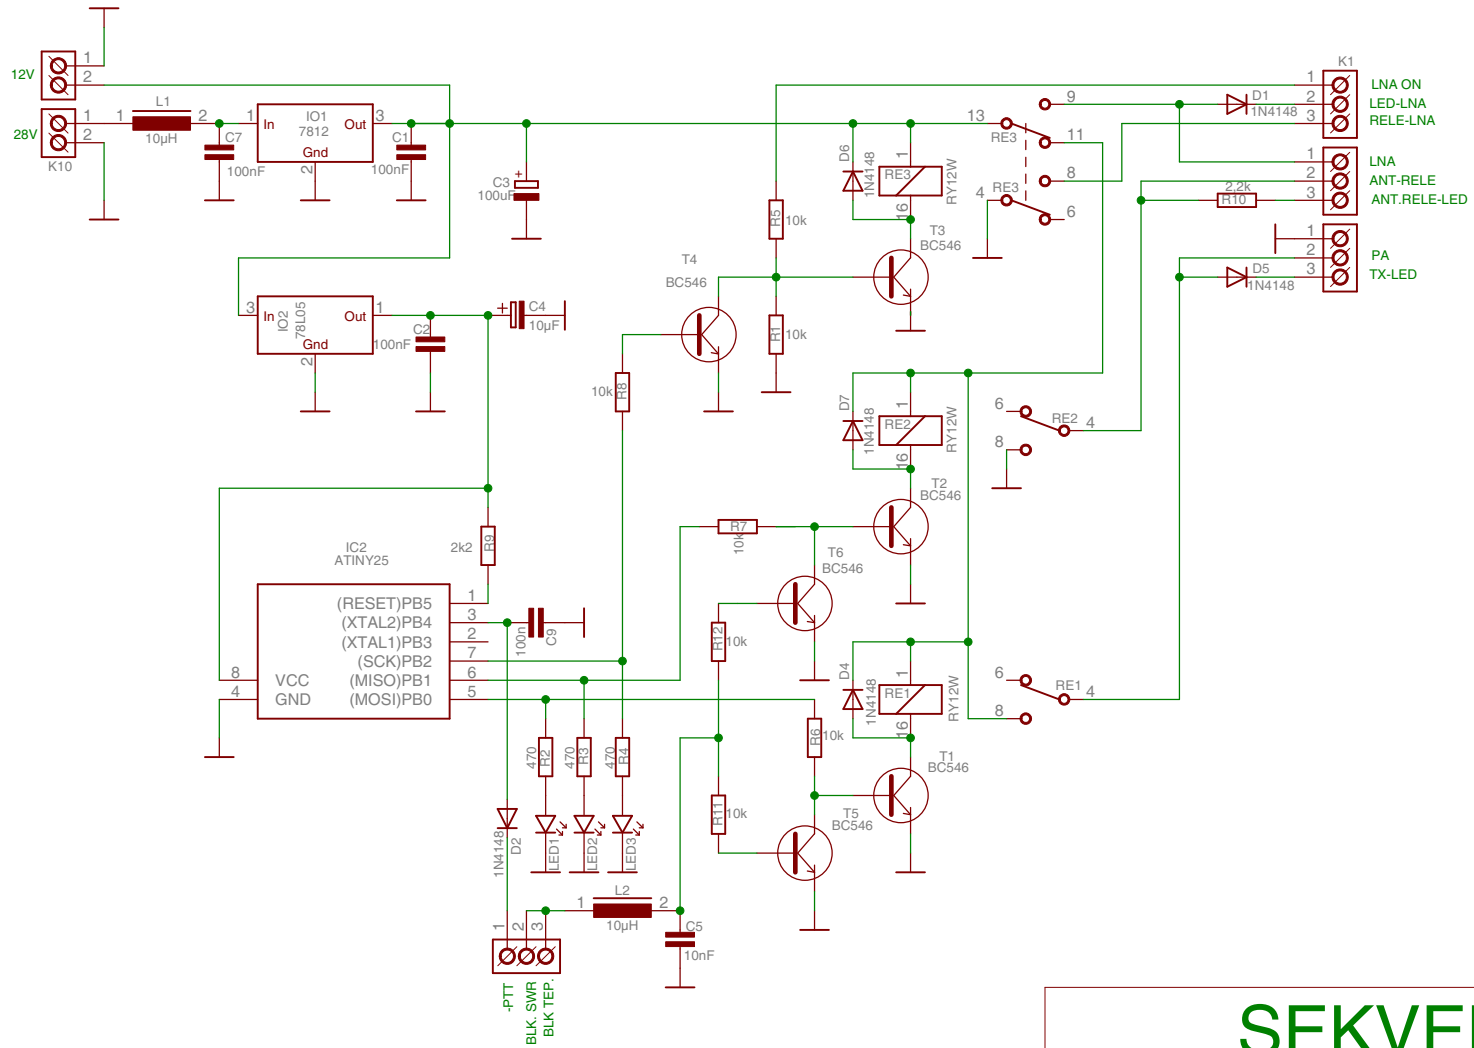 12V
1
2
28V
1
2
K10
L1
1
2
10µH
C7
100nF
IO1
7812
1
In
Out
3
Gnd
2
C1
100nF
C3
+
100uF
3
In
IO2
78L05
Out
1
Gnd
2
C2
100nF
+
C4
10µF
R5
10k
R1
10k
T4
BC546
R8
10k
D6
1N4148
1
RE3
16
RY12W
T3
BC546
13
RE3
9
11
RE3
4
8
6
K1
1
LNA ON
D1
1N4148
2
LED-LNA
3
RELE-LNA
1
LNA
2
ANT-RELE
2,2k
R10
3
ANT.RELE-LED
1
2
PA
D5
1N4148
3
TX-LED
D7
1N4148
1
RE2
16
RY12W
T2
BC546
6
RE2
4
8
R7
10k
T6
BC546
R12
10k
IC2
ATINY25
2k2
R9
(RESET)PB5
1
(XTAL2)PB4
3
(XTAL1)PB3
2
(SCK)PB2
7
(MISO)PB1
6
(MOSI)PB0
5
8
VCC
4
GND
100n
C9
D4
1N4148
1
RE1
16
RY12W
T1
BC546
6
RE1
4
8
R6
10k
470
R2
470
R3
470
R4
R11
10k
T5
BC546
1N4148
D2
LED1
LED2
LED3
L2
1
2
10µH
C5
10nF
1
2
3
-PTT
BLK. SWR
BLK TEP.